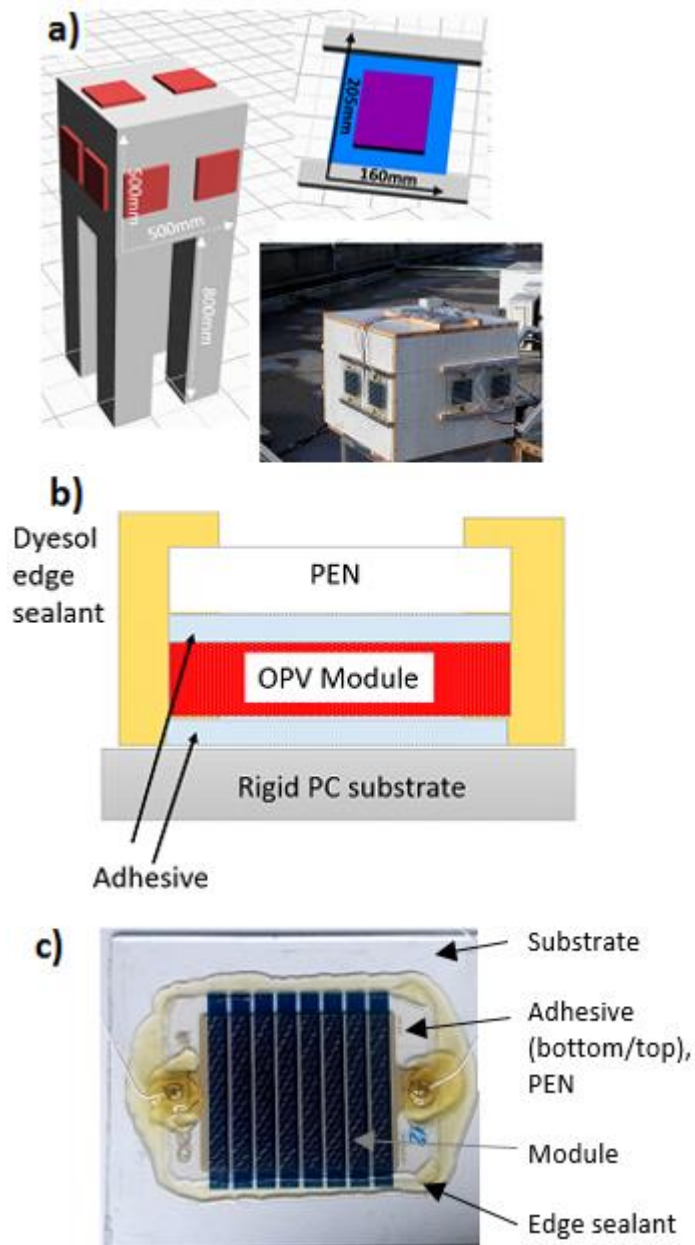 a)
500mm
500mm
800mm
205mm
160mm
b)
Dyesol
edge
sealant
PEN
OPV Module
Rigid PC substrate
Adhesive
c)
Substrate
Adhesive
(bottom/top),
PEN
Module
Edge sealant